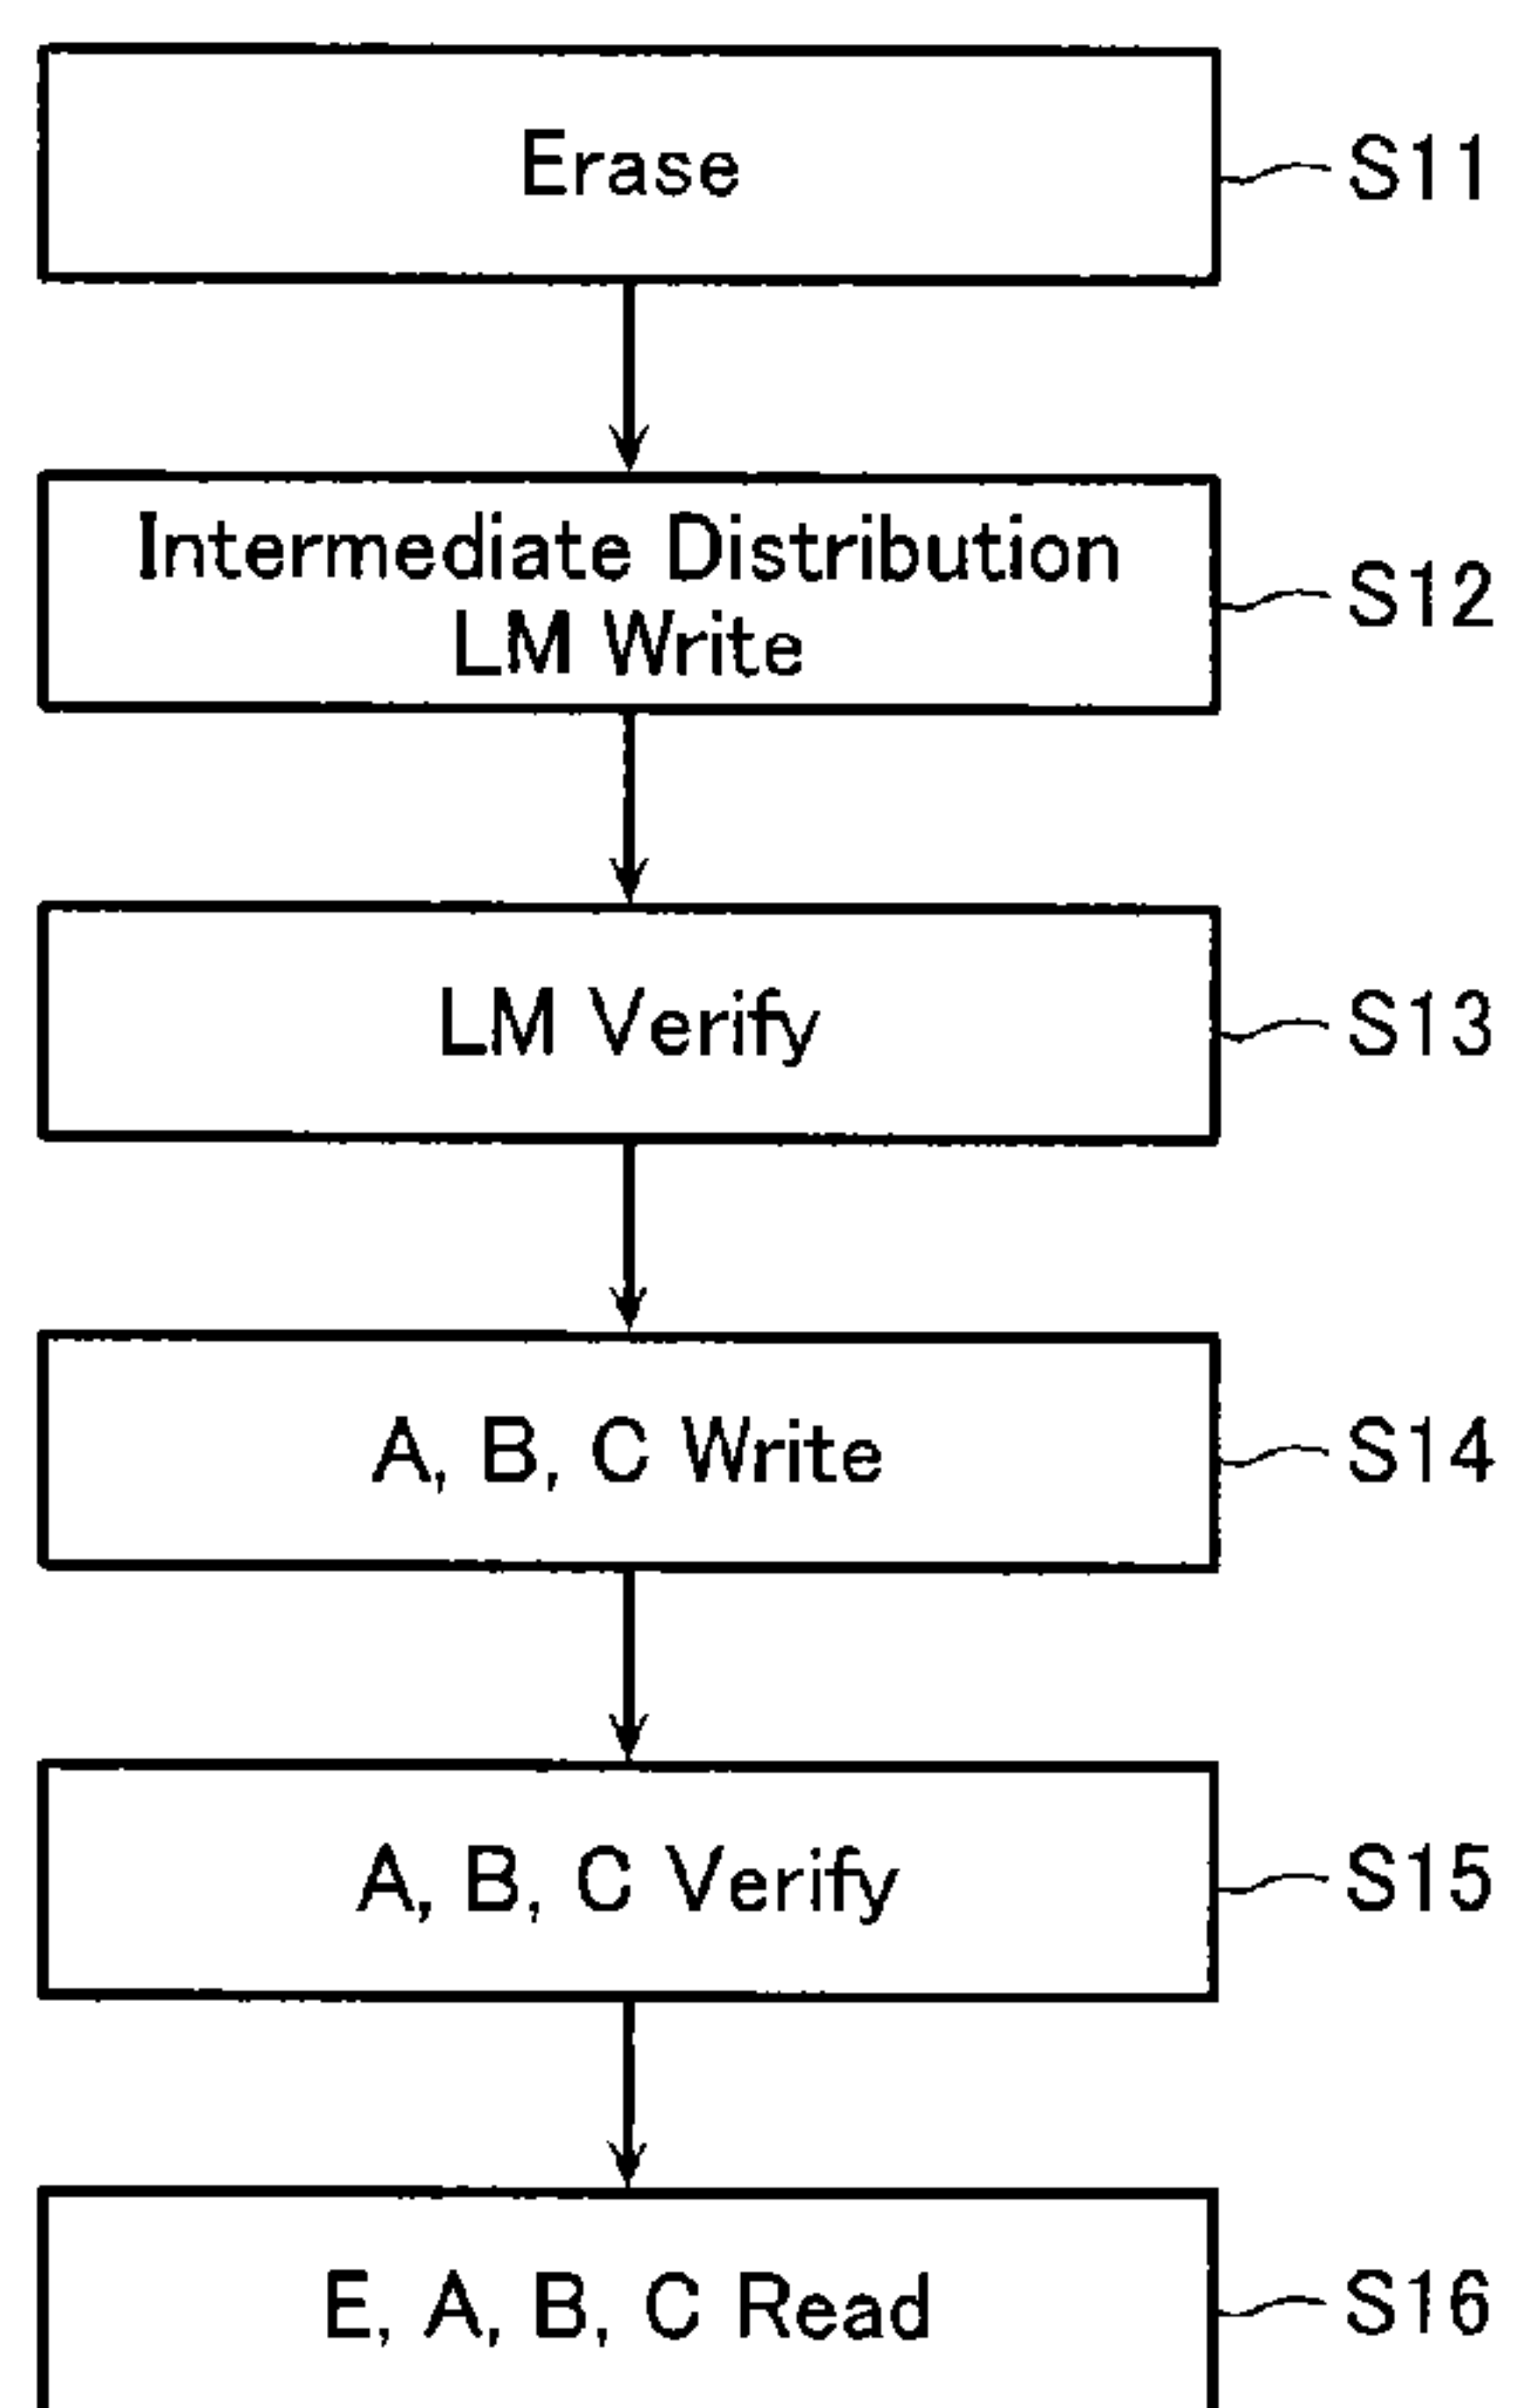 Erase
S11
Intermediate Distribution
LM Write
S12
LM Verify
S13
A, B, C Write
S14
A, B, C Verify
S15
E, A, B, C Read
S16